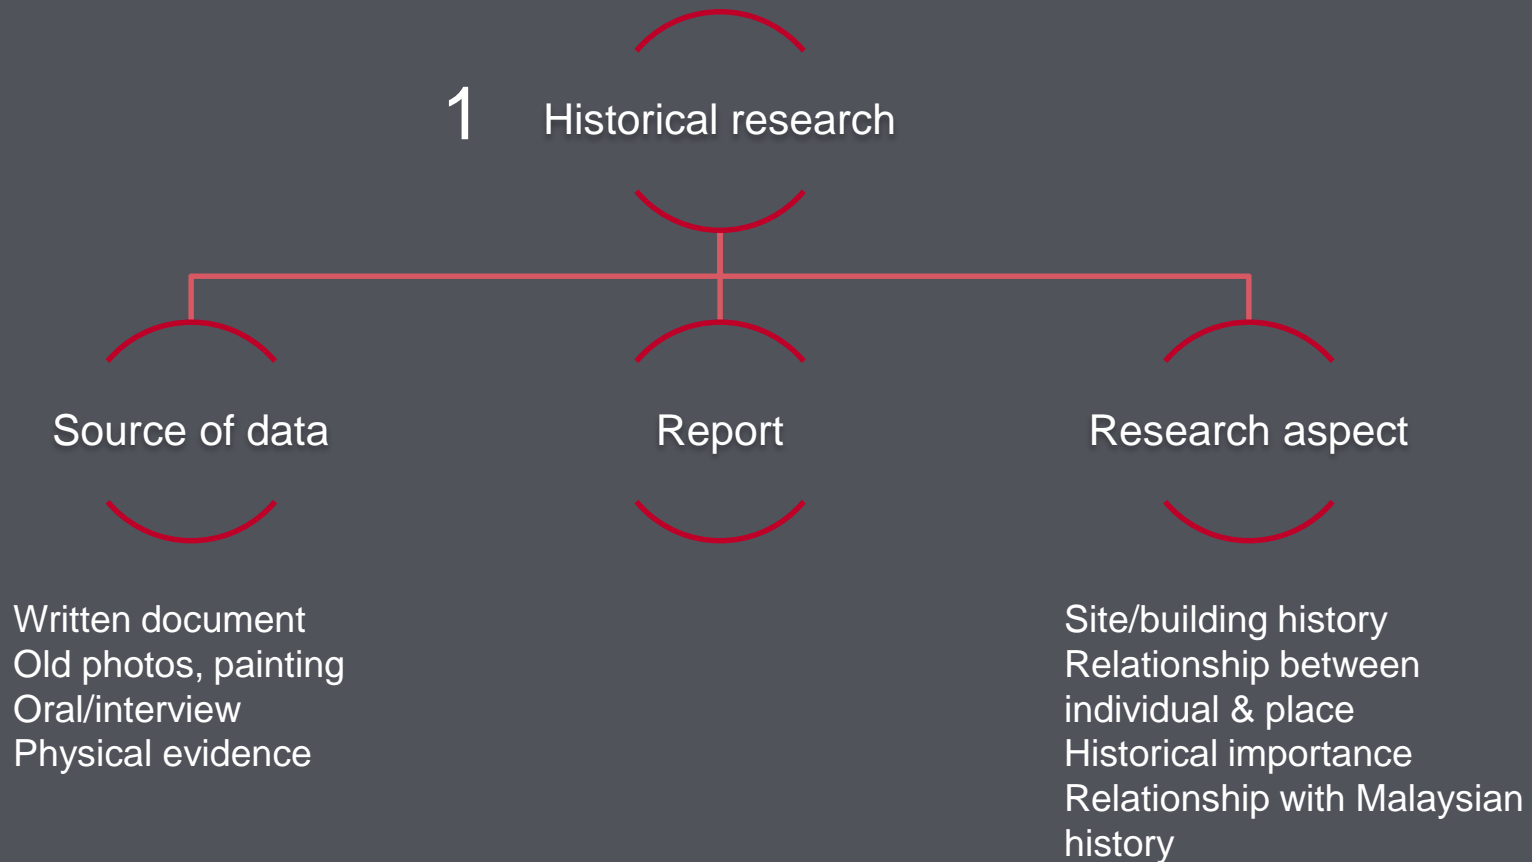 1
Historical research
Source of data
Report
Research aspect
Written document
Old photos, painting
Oral/interview
Physical evidence
Site/building history
Relationship between
individual & place
Historical importance
Relationship with Malaysian
history